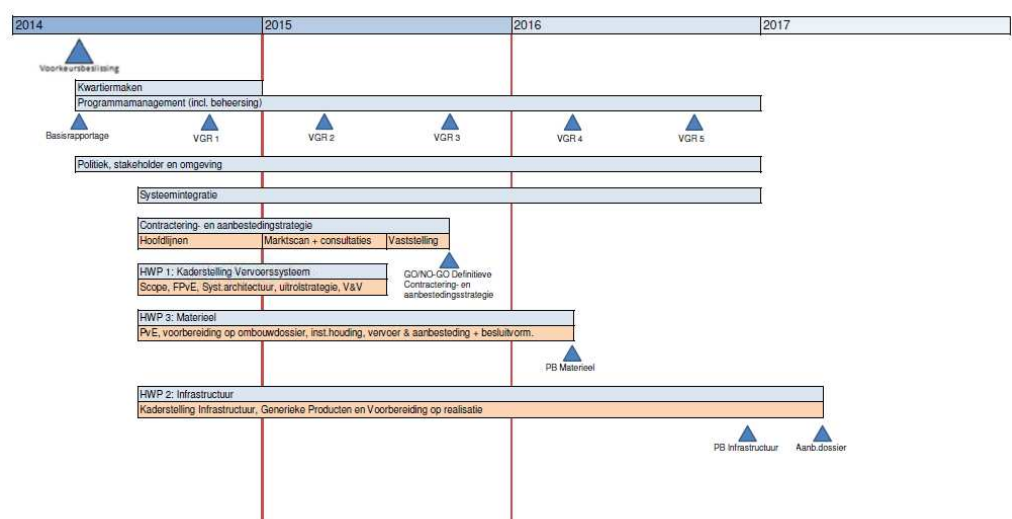 2014 2015 2016 2017
Voorkeursbeslissing
Kwartiermaken
Programmamanagement (incl. beheersing)
Basisrapportage VGR 1 VGR 2 VGR 3 VGR 4 VGR 5
Politiek, stakeholder en omgeving
Systeemintegratie
Contractering- en aanbestedingstrategie
Hoofdlijnen Marktscan + consultaties Vaststelling
HWP 1: Kaderstelling Vervoerssysteem
Scope, FPvE, Syst.architectuur, uitrolstrategie, V&V
GO/NO-GO Definitieve
Contractering- en
aanbestedingsstrategie
HWP 3: Materieel
PvE, voorbereiding op ombouwdossier, inst.houding, vervoer & aanbesteding + besluitvorm.
PB Materieel
HWP 2: Infrastructuur
Kaderstelling Infrastructuur, Generieke Producten en Voorbereiding op realisatie
PB Infrastructuur Aanb.dossier